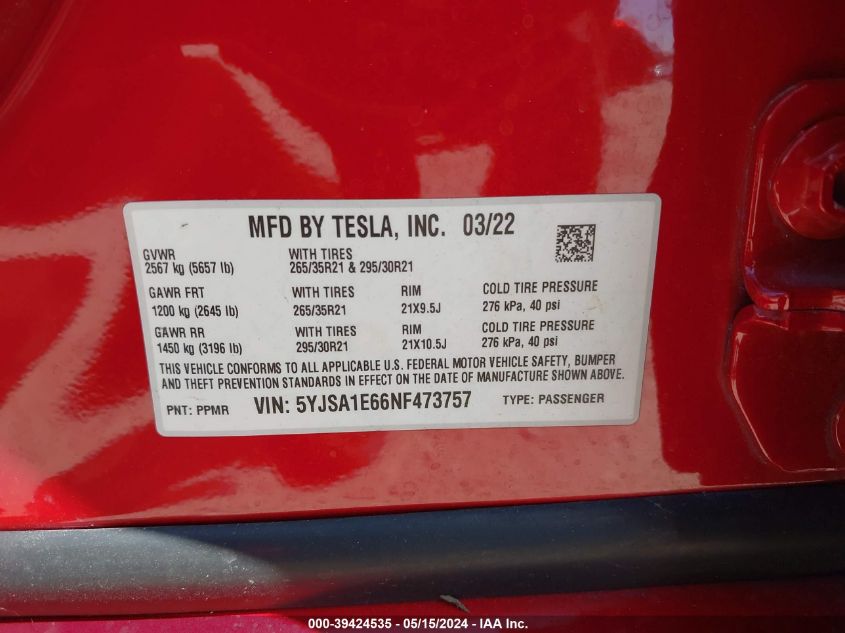 MFD BY TESLA, INC. 03/22
GVWR WITH TIRES
2567 kg (5657 lb) 265/35R21 & 295/30R21
GAWR FRT WITH TIRES RIM COLD TIRE PRESSURE
1200 kg (2645 lb) 265/35R21 21X9.5J 276 kPa, 40 psi
GAWR RR WITH TIRES RIM COLD TIRE PRESSURE
1450 kg (3196 lb) 295/30R21 21X10.5J 276 kPa, 40 psi
THIS VEHICLE CONFORMS TO ALL APPLICABLE U.S. FEDERAL MOTOR VEHICLE SAFETY, BUMPER
AND THEFT PREVENTION STANDARDS IN EFFECT ON THE DATE OF MANUFACTURE SHOWN ABOVE.
PNT: PPMR VIN: 5YJSA1E66NF473757 TYPE: PASSENGER
000-39424535 - 05/15/2024 - IAA Inc.